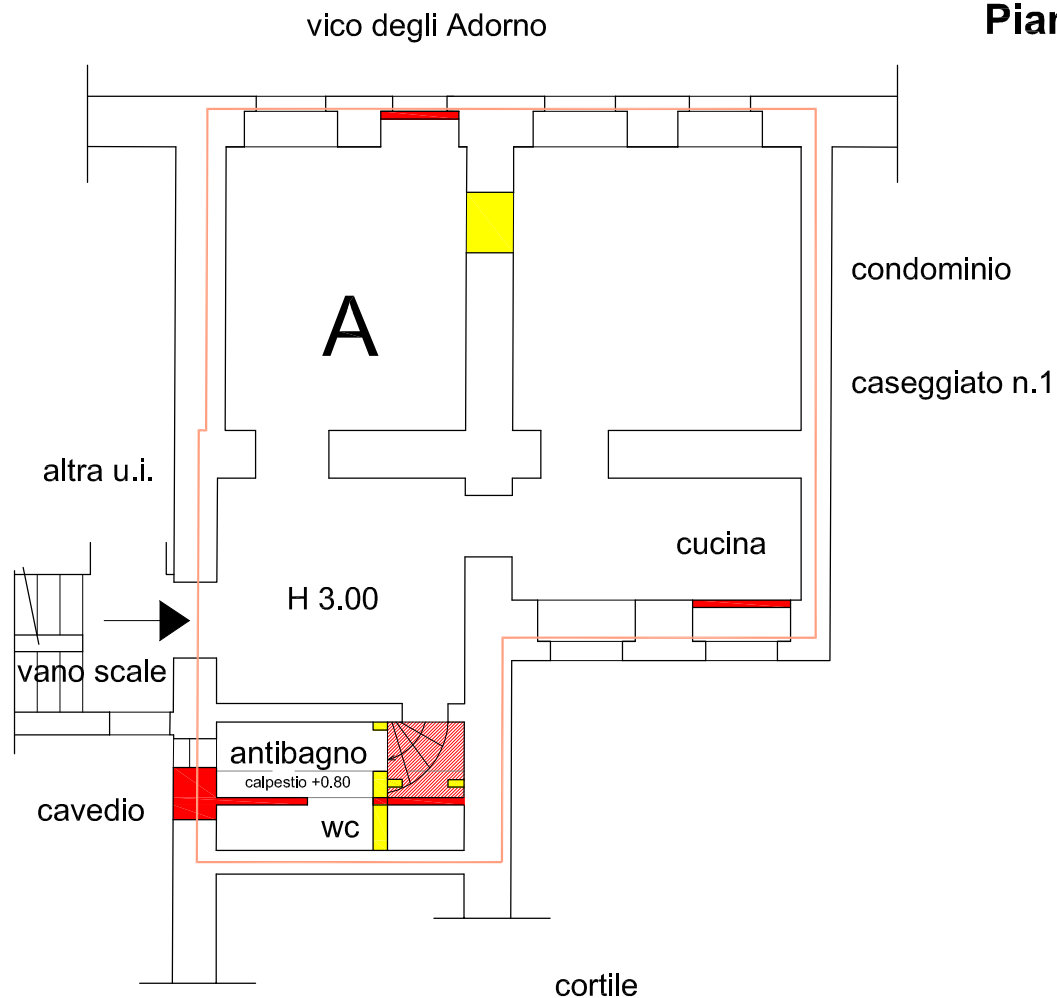 vico degli Adorno
Pian
condominio
A
caseggiato n.1
altra u.i.
cucina
H 3.00
vano scale
antibagno
calpestio +0.80
cavedio
wc
cortile